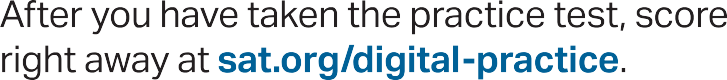 After you have taken the practice test, score
right away at sat.org/digital-practice.